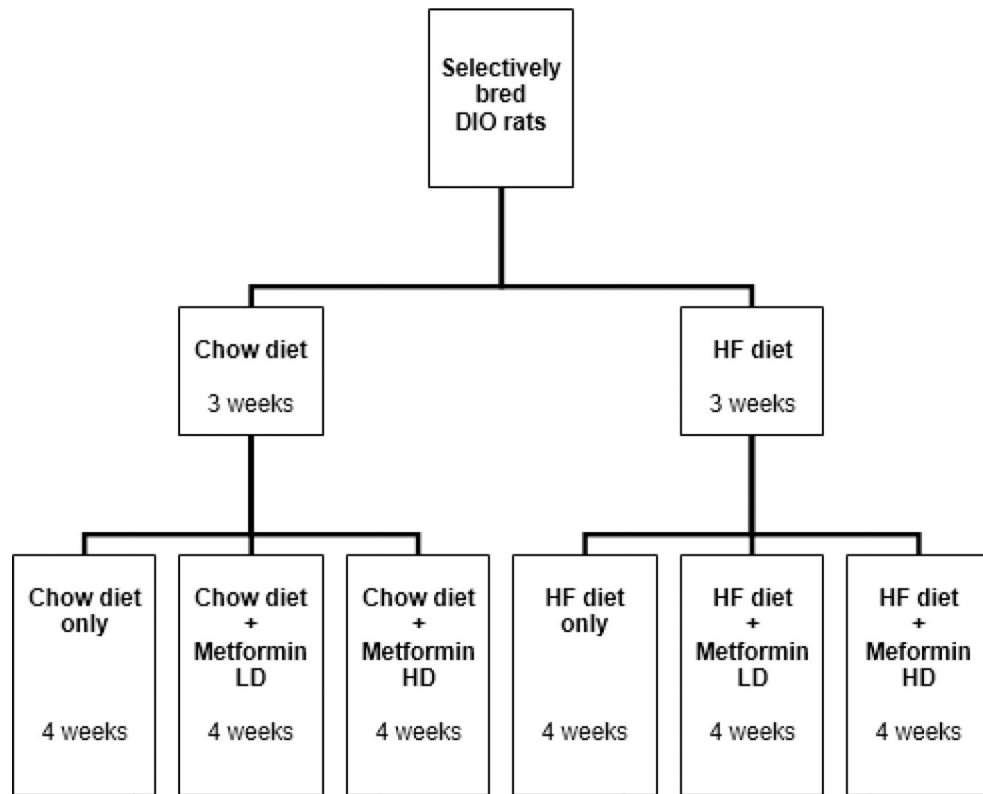 Selectively
bred
DIO rats
Chow diet
3 weeks
HF diet
3 weeks
Chow diet
only
4 weeks
Chow diet
+
Metformin
LD
4 weeks
Chow diet
+
Metformin
HD
4 weeks
HF diet
only
4 weeks
HF diet
+
Metformin
LD
4 weeks
HF diet
+
Meformin
HD
4 weeks